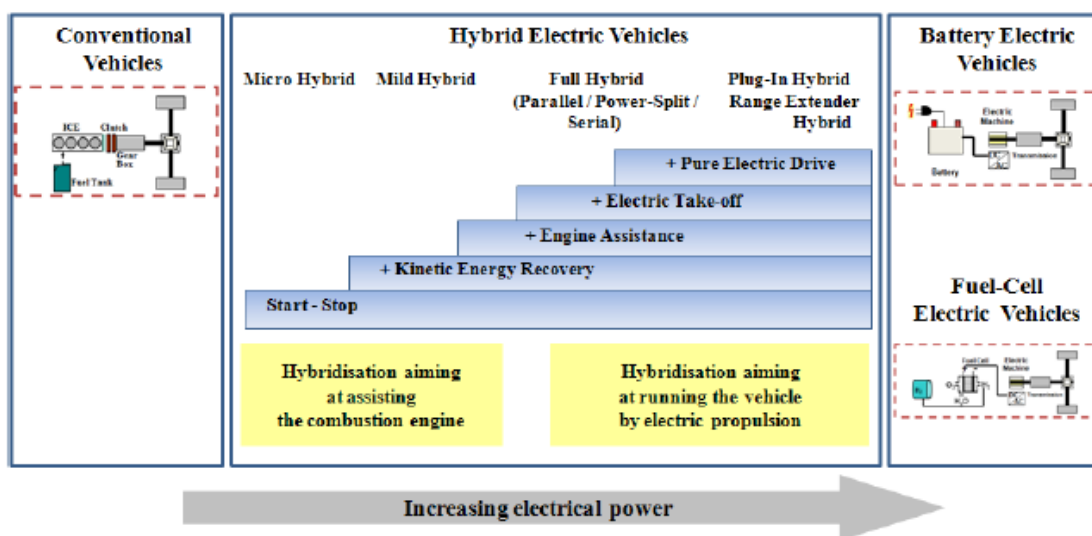 Conventional
Vehicles
ICE
Clutch
Gear
Box
Fuel Tank
Hybrid Electric Vehicles
Micro Hybrid
Mild Hybrid
Full Hybrid
(Parallel / Power-Split /
Serial)
Plug-In Hybrid
Range Extender
Hybrid
+ Pure Electric Drive
+ Electric Take-off
+ Engine Assistance
+ Kinetic Energy Recovery
Start - Stop
Hybridisation aiming
at assisting
the combustion engine
Hybridisation aiming
at running the vehicle
by electric propulsion
Battery Electric
Vehicles
Electric
Machine
Transmission
Battery
Fuel-Cell
Electric Vehicles
Fuel Cell
Electric
Machine
H₂O
Transmission
Increasing electrical power